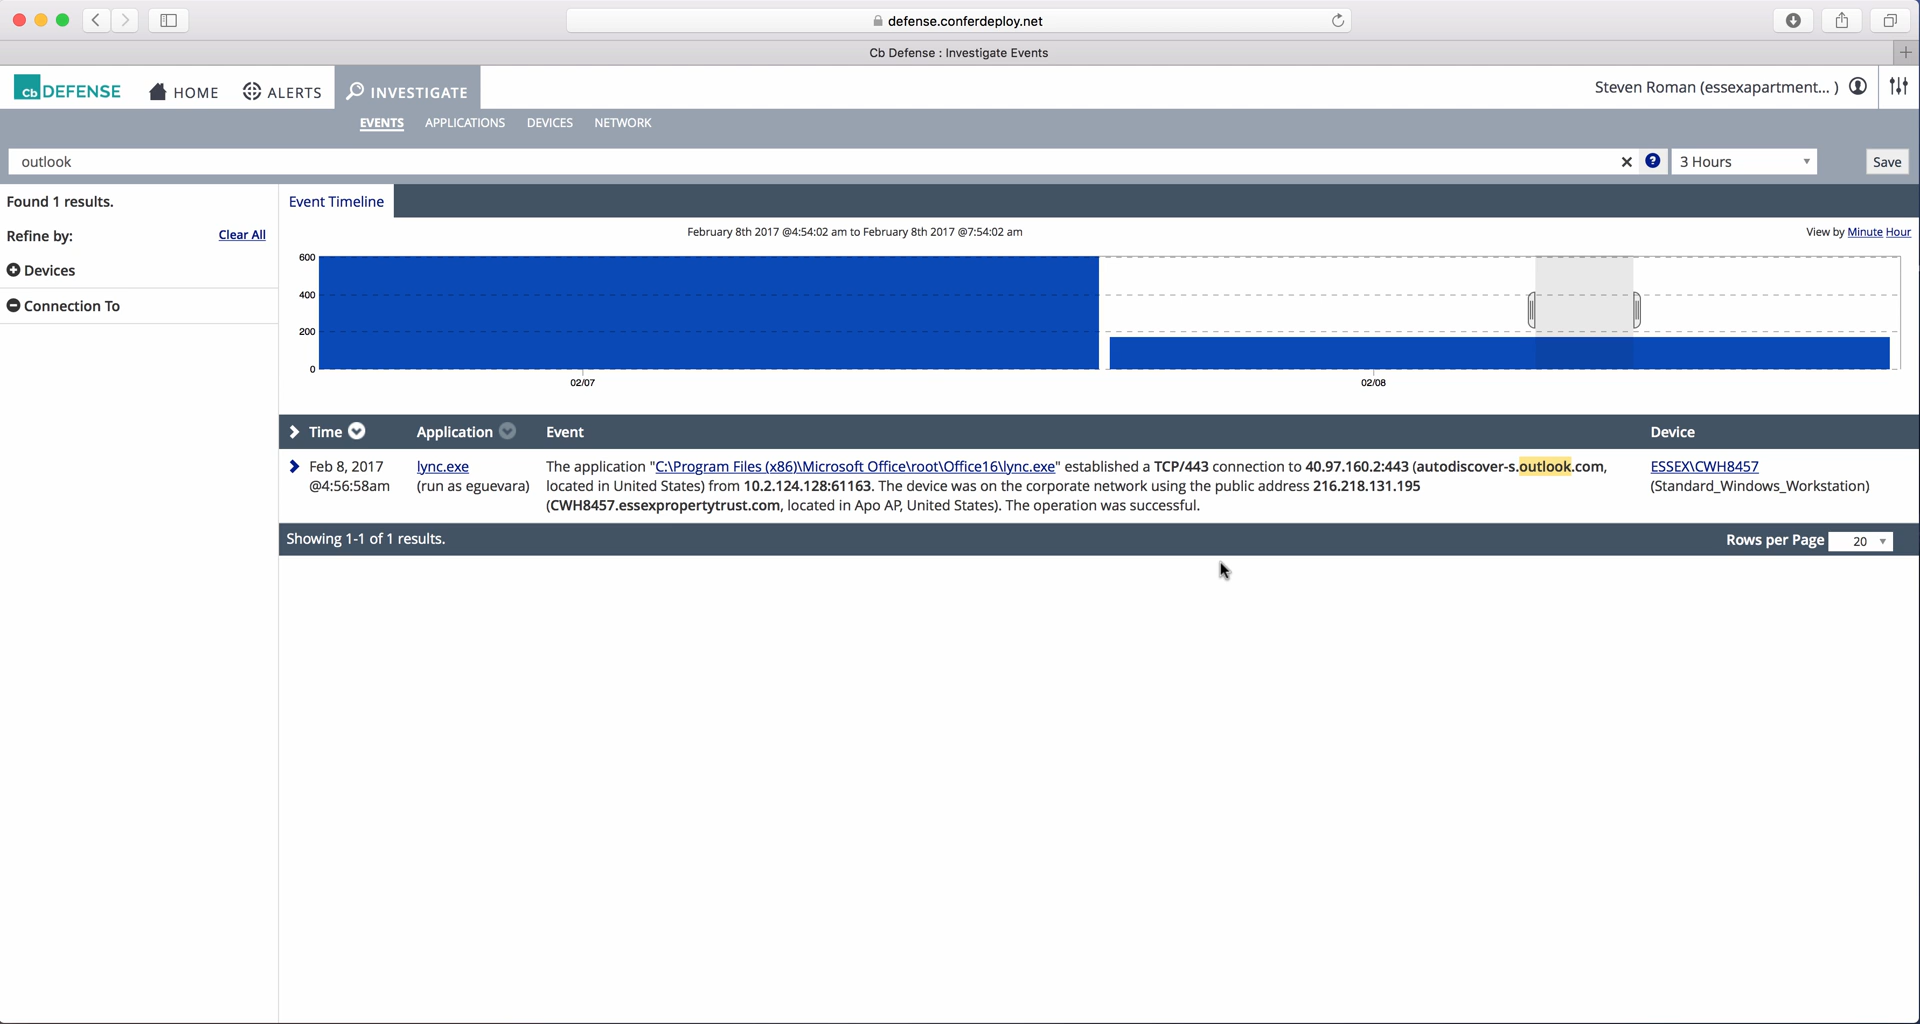 defense.conferdeploy.net
Cb Defense : Investigate Events
Cb DEFENSE HOME ALERTS INVESTIGATE Steven Roman (essexapartment... )
EVENTS APPLICATIONS DEVICES NETWORK
outlook 3 Hours Save
Found 1 results.
Refine by: Clear All
Devices
Connection To
Event Timeline
February 8th 2017 @4:54:02 am to February 8th 2017 @7:54:02 am View by Minute Hour
600
400
200
0
02/07 02/08
Time Application Event Device
Feb 8, 2017 lync.exe The application "C:\Program Files (x86)\Microsoft Office\root\Office16\lync.exe" established a TCP/443 connection to 40.97.160.2:443 (autodiscover-s.outlook.com, ESSEX\CWH8457
@4:56:58am (run as eguevara) located in United States) from 10.2.124.128:61163. The device was on the corporate network using the public address 216.218.131.195 (Standard_Windows_Workstation)
(CWH8457.essexpropertytrust.com, located in Apo AP, United States). The operation was successful.
Showing 1-1 of 1 results. Rows per Page 20